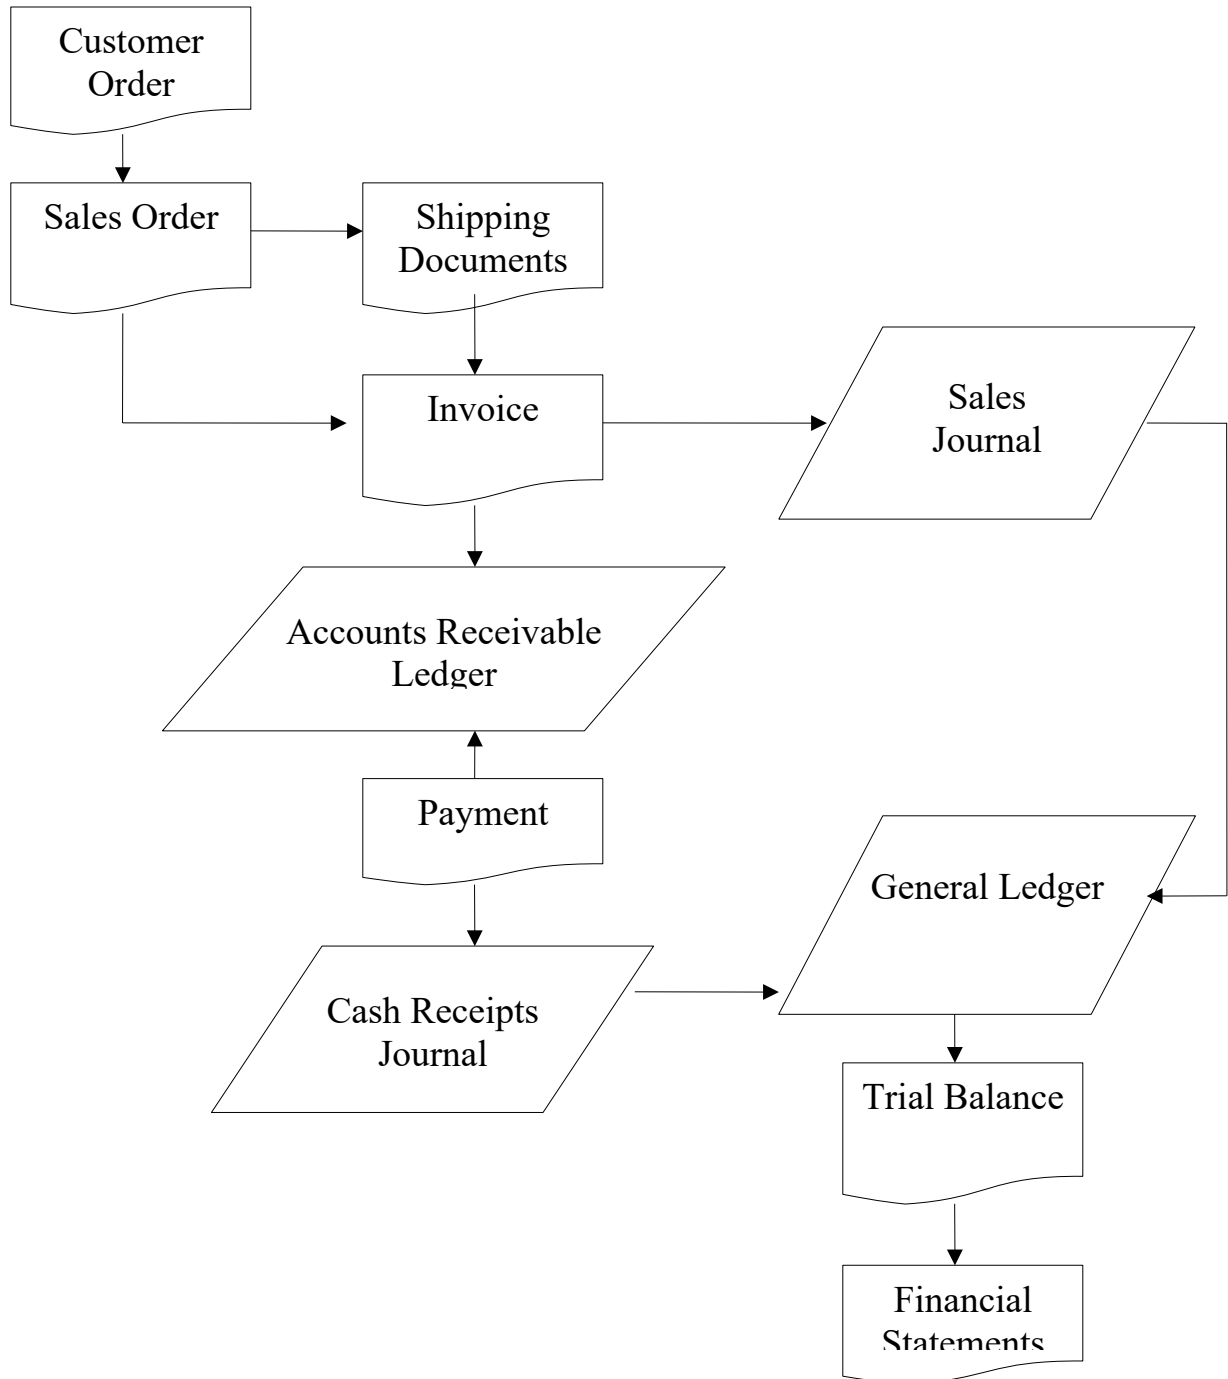 Customer
Order
Sales Order
Shipping
Documents
Invoice
Sales
Journal
Accounts Receivable
Ledger
Payment
General Ledger
Cash Receipts
Journal
Trial Balance
Financial
Statements